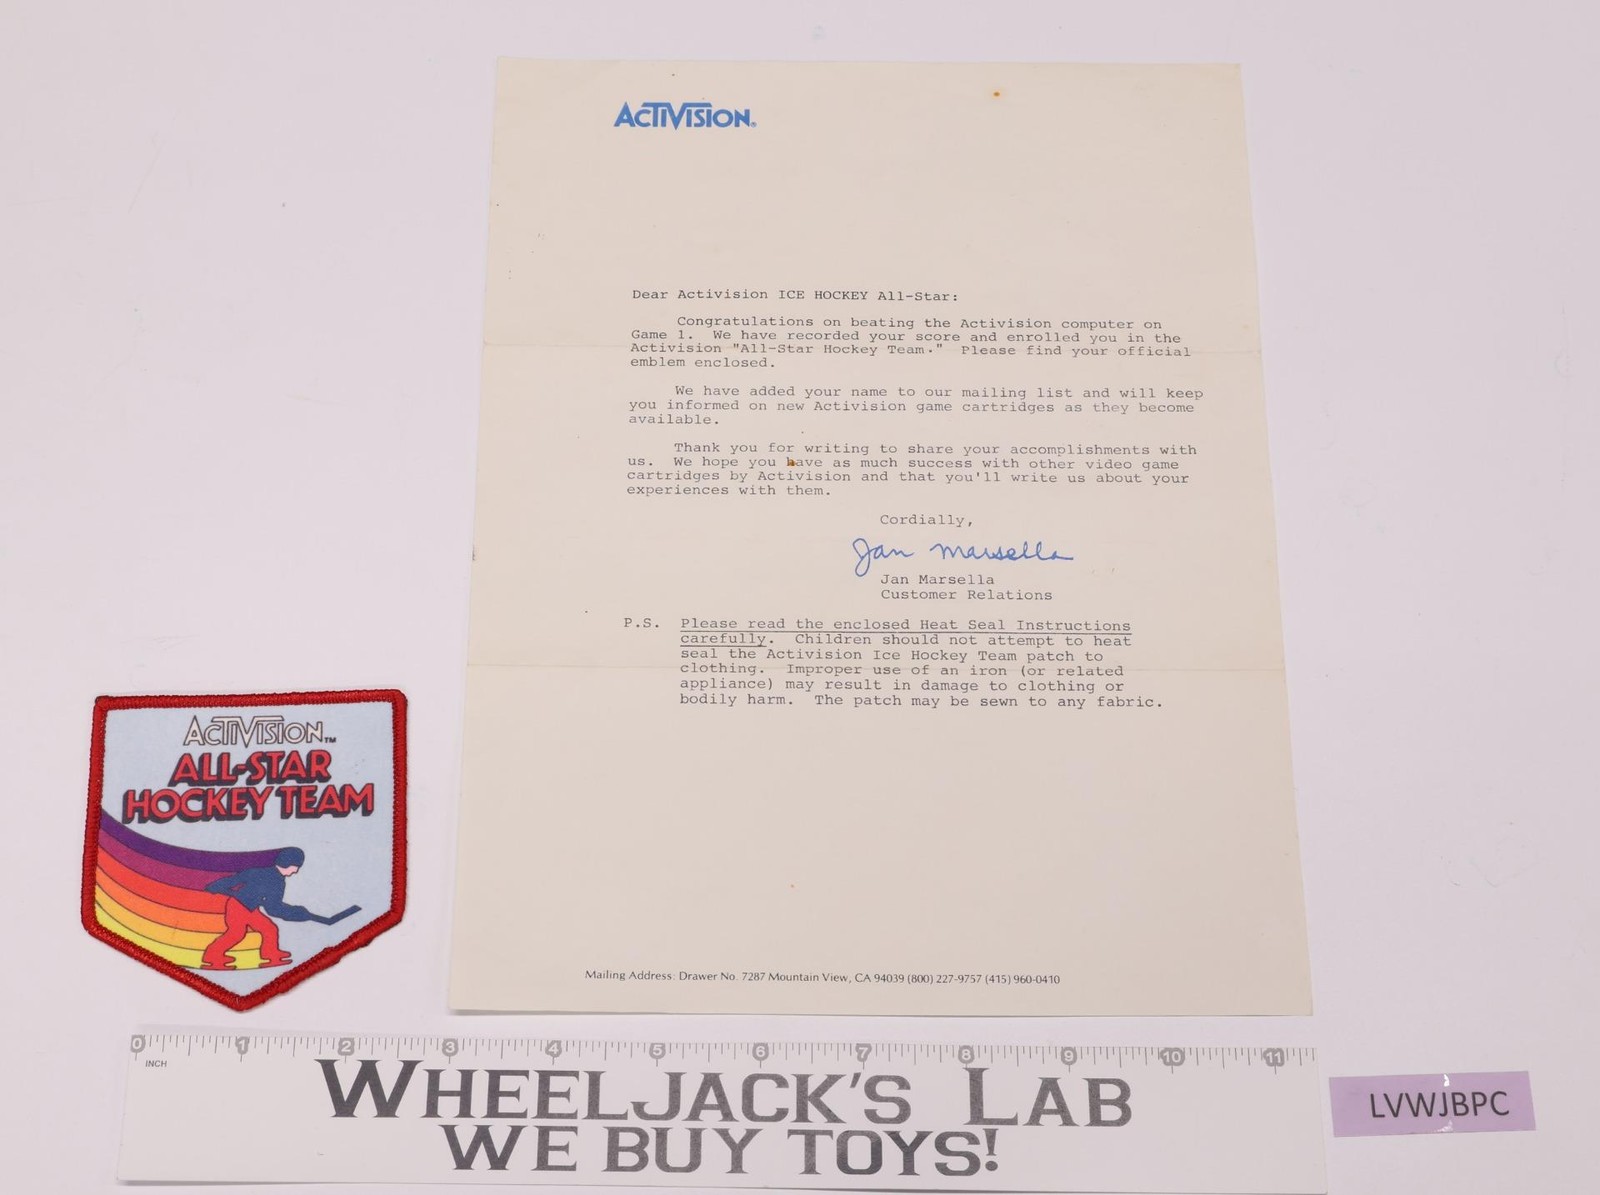 ACTIVISION®
Dear Activision ICE HOCKEY All-Star:
Congratulations on beating the Activision computer on
Game 1. We have recorded your score and enrolled you in the
Activision "All-Star Hockey Team." Please find your official
emblem enclosed.
We have added your name to our mailing list and will keep
you informed on new Activision game cartridges as they become
available.
Thank you for writing to share your accomplishments with
us. We hope you have as much success with other video game
cartridges by Activision and that you'll write us about your
experiences with them.
Cordially,
Jan Marsella
Jan Marsella
Customer Relations
P.S. Please read the enclosed Heat Seal Instructions
carefully. Children should not attempt to heat
seal the Activision Ice Hockey Team patch to
clothing. Improper use of an iron (or related
appliance) may result in damage to clothing or
bodily harm. The patch may be sewn to any fabric.
Mailing Address: Drawer No. 7287 Mountain View, CA 94039 (800) 227-9757 (415) 960-0410
ACTIVISION™
ALL-STAR
HOCKEY TEAM
0 1 2 3 4 5 6 7 8 9 10 11
INCH
WHEELJACK'S LAB
WE BUY TOYS!
LVWJBPC